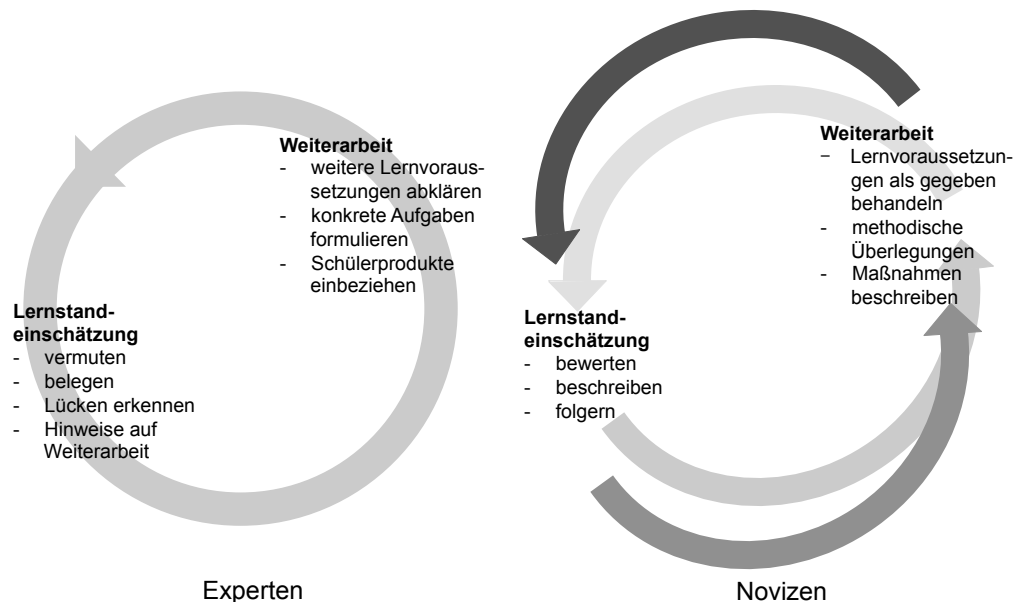 Weiterarbeit
- weitere Lernvoraus-
setzungen abklären
- konkrete Aufgaben
formulieren
- Schülerprodukte
einbeziehen
Lernstand-
einschätzung
- vermuten
- belegen
- Lücken erkennen
- Hinweise auf
Weiterarbeit
Experten
Weiterarbeit
– Lernvoraussetzun-
gen als gegeben
behandeln
- methodische
Überlegungen
- Maßnahmen
beschreiben
Lernstand-
einschätzung
- bewerten
- beschreiben
- folgern
Novizen